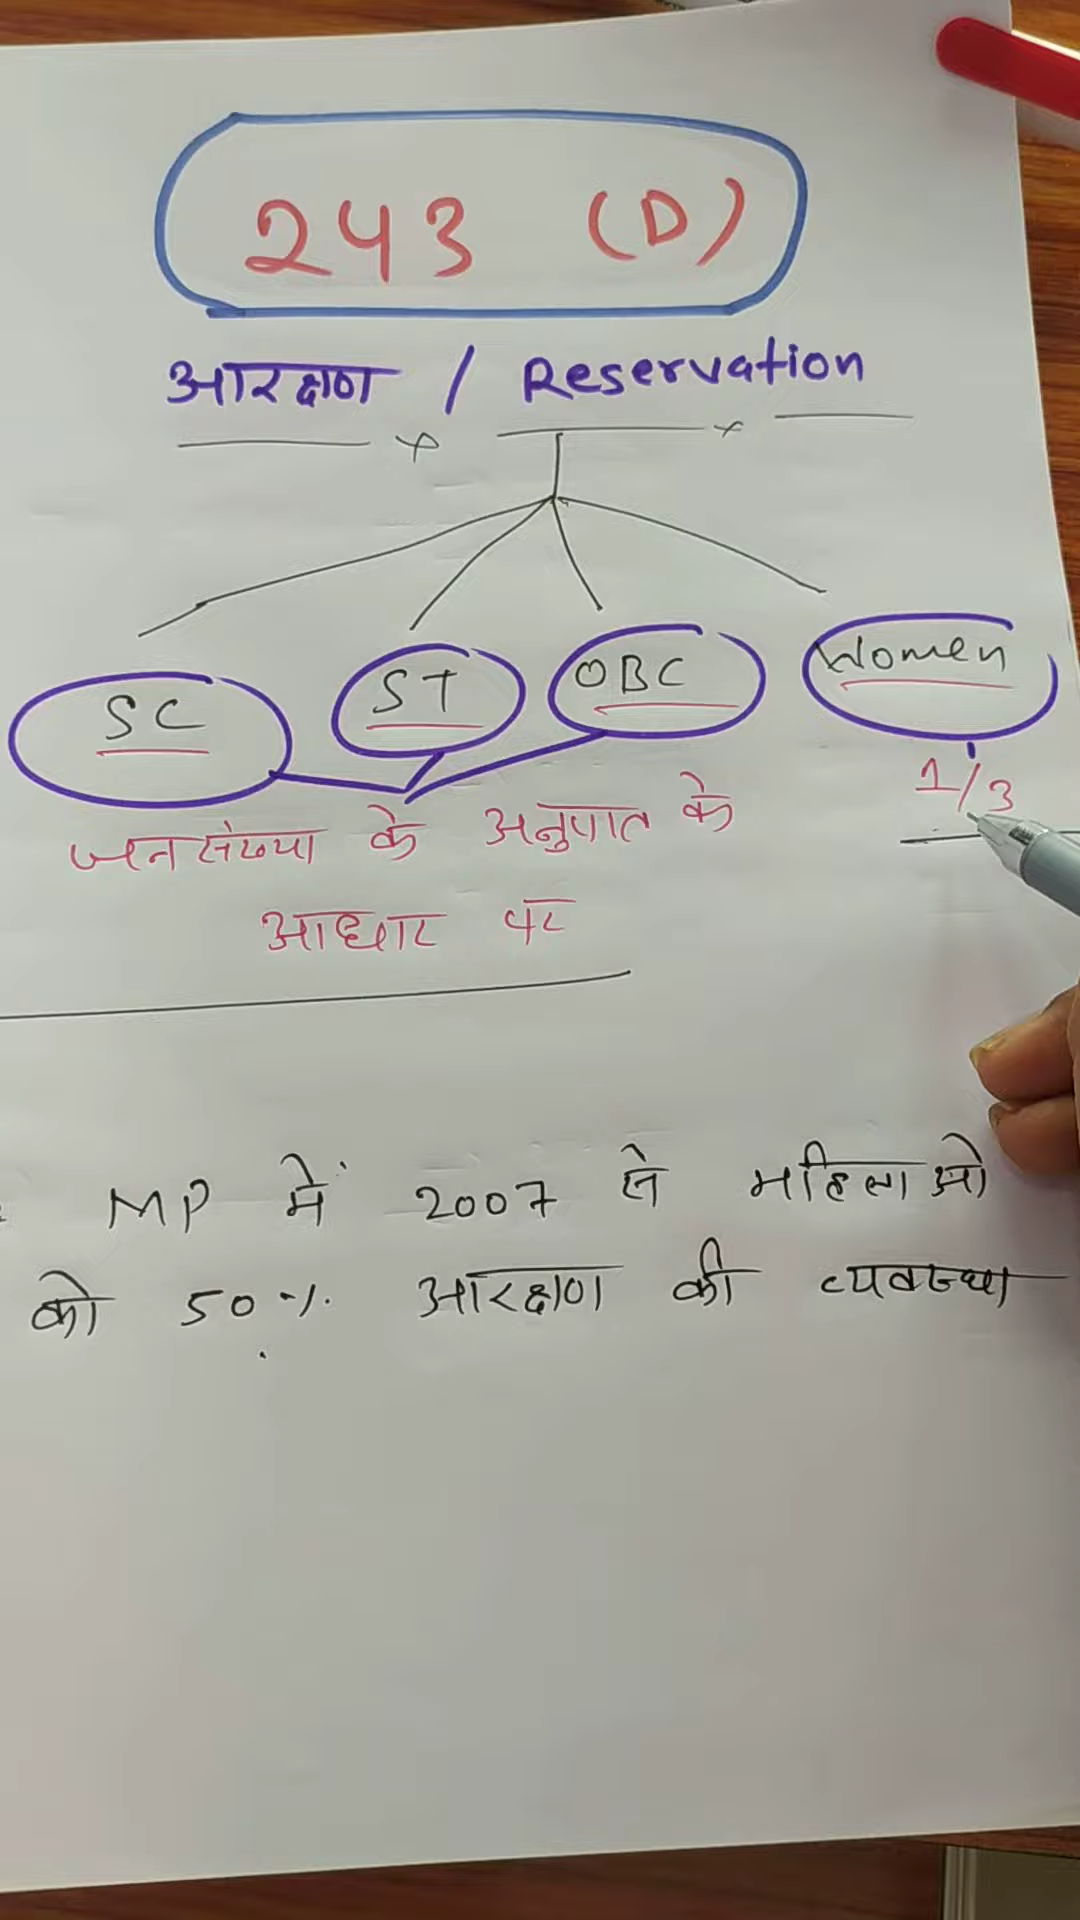 243 (D)
आरक्षण / Reservation
SC ST OBC Women
1/3
जनसंख्या के अनुपात के
आधार पर
MP में 2007 से महिलाओ
को 50% आरक्षण की व्यवस्था